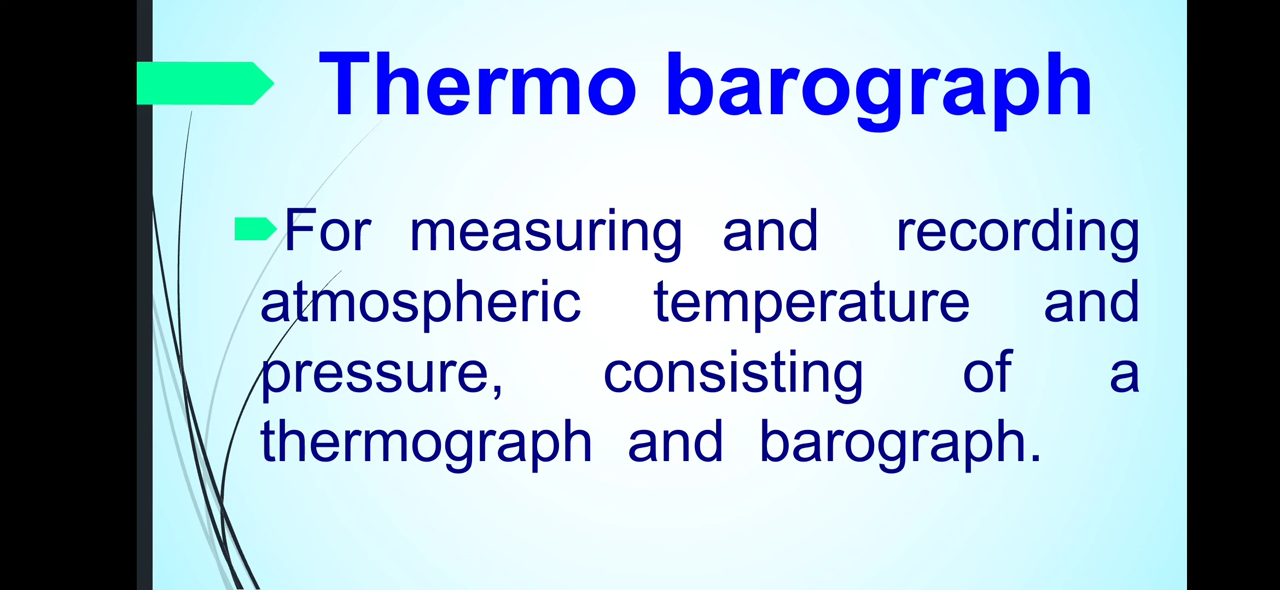 Thermo barograph
For measuring and recording
atmospheric temperature and
pressure, consisting of a
thermograph and barograph.